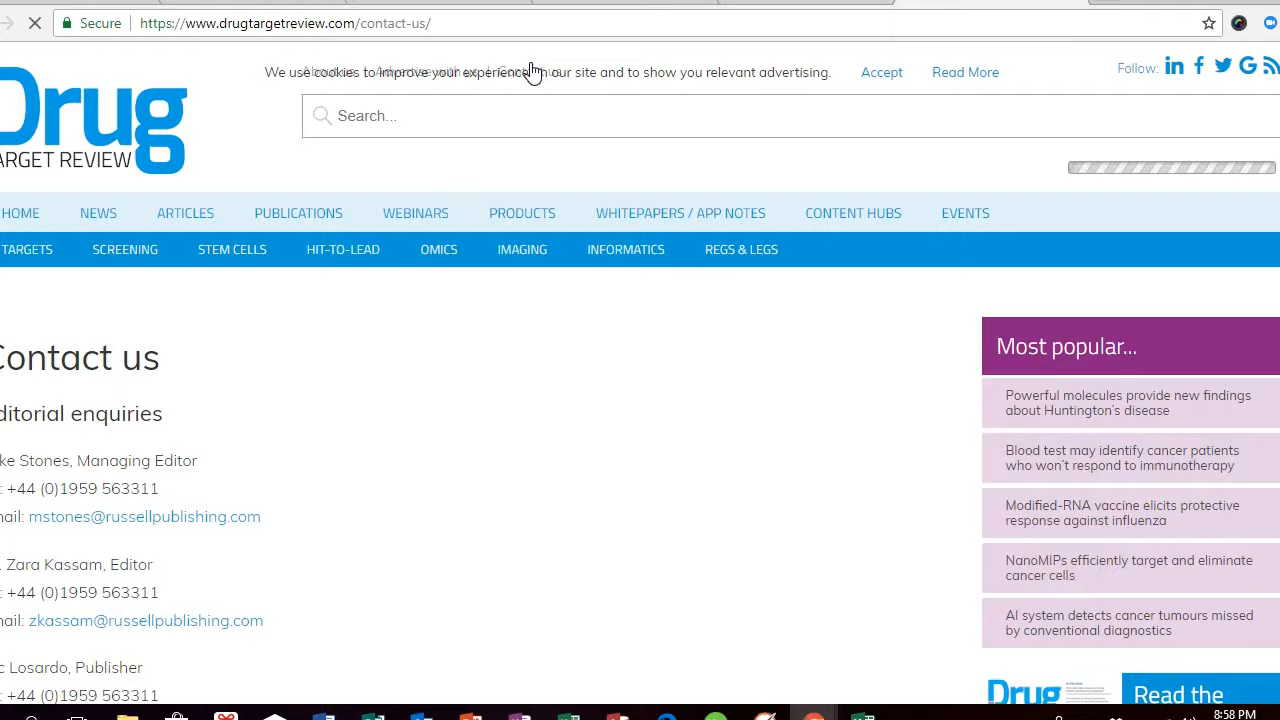 Secure https://www.drugtargetreview.com/contact-us/
We use cookies to improve your experience on our site and to show you relevant advertising. Accept Read More
Follow:
Search...
Drug
ARGET REVIEW
HOME NEWS ARTICLES PUBLICATIONS WEBINARS PRODUCTS WHITEPAPERS / APP NOTES CONTENT HUBS EVENTS
TARGETS SCREENING STEM CELLS HIT-TO-LEAD OMICS IMAGING INFORMATICS REGS & LEGS
Contact us
ditorial enquiries
ke Stones, Managing Editor
: +44 (0)1959 563311
nail: mstones@russellpublishing.com
. Zara Kassam, Editor
: +44 (0)1959 563311
nail: zkassam@russellpublishing.com
c Losardo, Publisher
: +44 (0)1959 563311
Most popular...
Powerful molecules provide new findings
about Huntington's disease
Blood test may identify cancer patients
who won't respond to immunotherapy
Modified-RNA vaccine elicits protective
response against influenza
NanoMIPs efficiently target and eliminate
cancer cells
AI system detects cancer tumours missed
by conventional diagnostics
Drug
Read the
8:58 PM